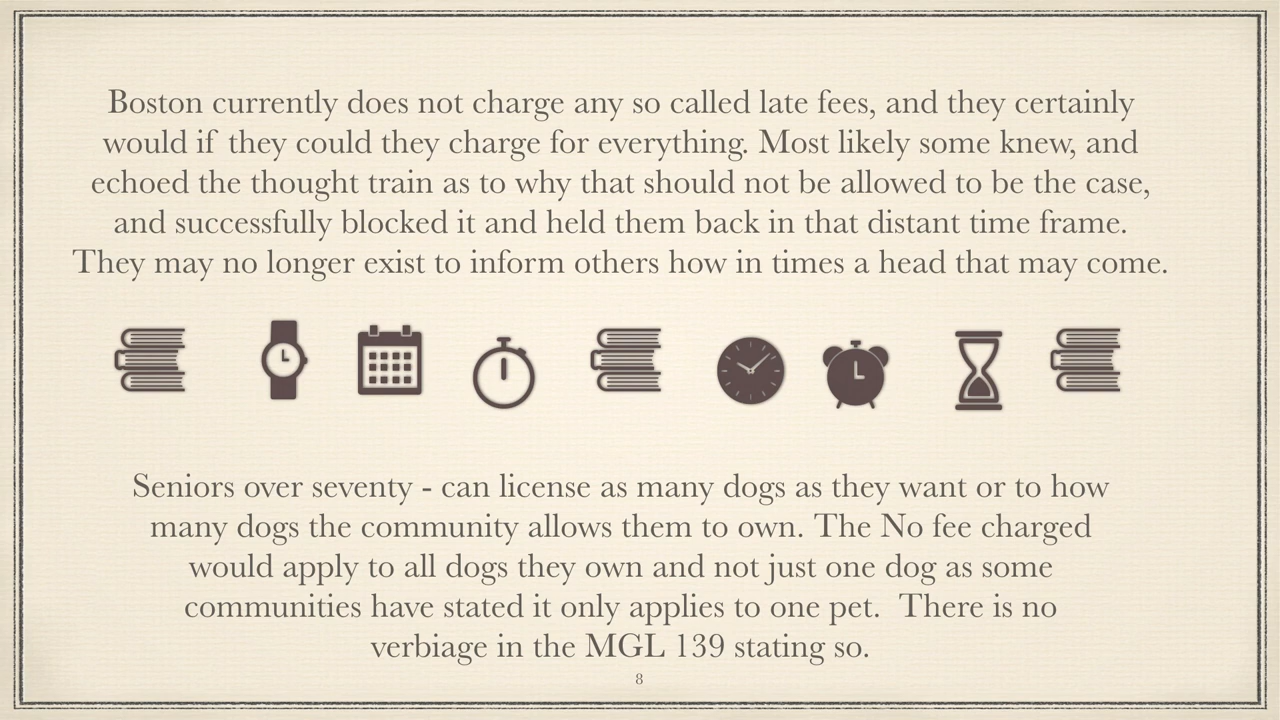 Boston currently does not charge any so called late fees, and they certainly
would if they could they charge for everything. Most likely some knew, and
echoed the thought train as to why that should not be allowed to be the case,
and successfully blocked it and held them back in that distant time frame.
They may no longer exist to inform others how in times a head that may come.
Seniors over seventy - can license as many dogs as they want or to how
many dogs the community allows them to own. The No fee charged
would apply to all dogs they own and not just one dog as some
communities have stated it only applies to one pet.  There is no
verbiage in the MGL 139 stating so.
8